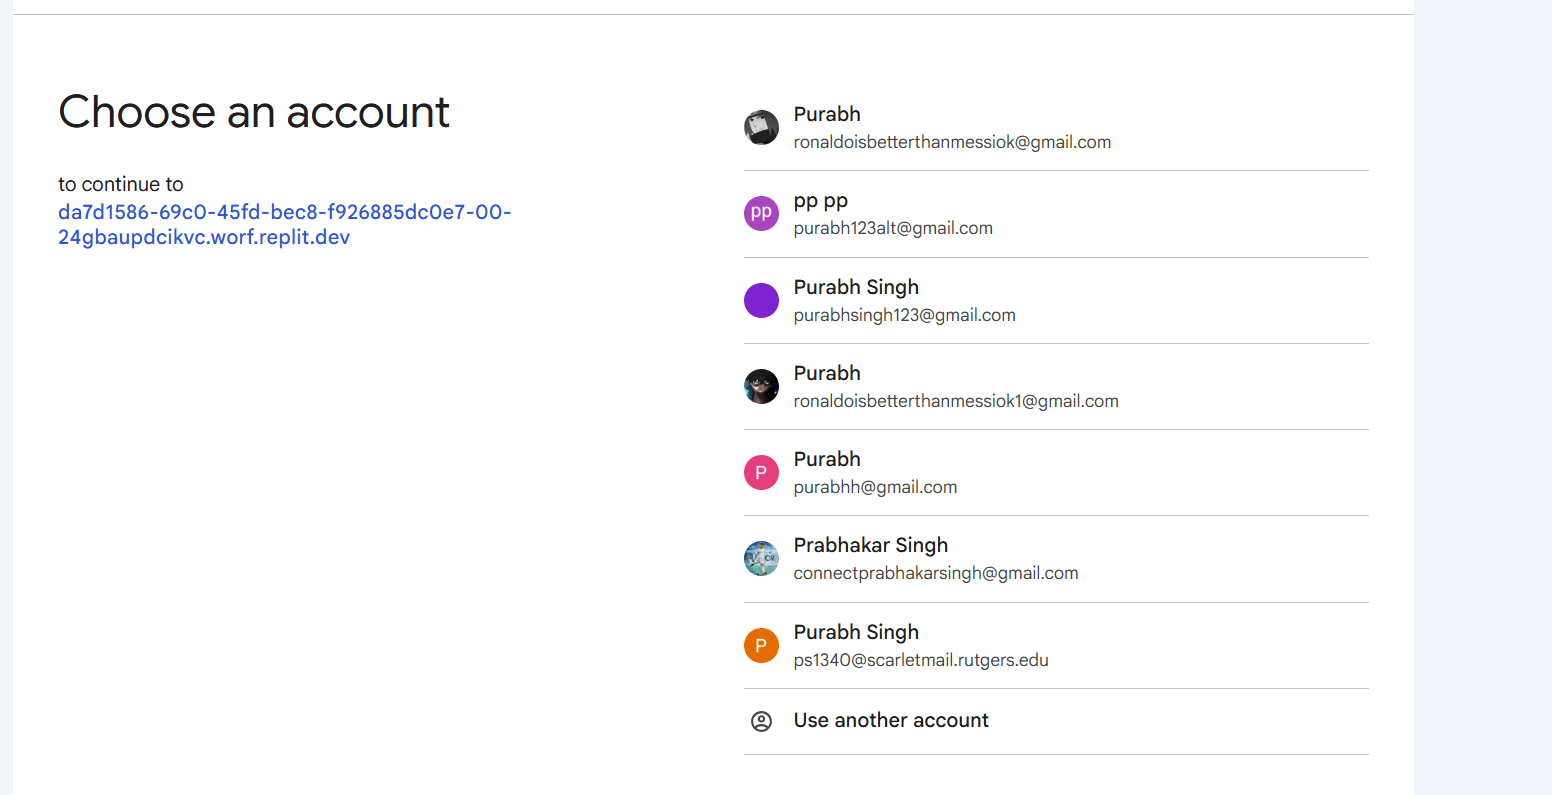 Choose an account
to continue to
da7d1586-69c0-45fd-bec8-f926885dc0e7-00-
24gbaupdcikvc.worf.replit.dev
Purabh
ronaldoisbetterthanmessiok@gmail.com
pp
pp pp
purabh123alt@gmail.com
Purabh Singh
purabhsingh123@gmail.com
Purabh
ronaldoisbetterthanmessiok1@gmail.com
P
Purabh
purabhh@gmail.com
Prabhakar Singh
connectprabhakarsingh@gmail.com
P
Purabh Singh
ps1340@scarletmail.rutgers.edu
Use another account